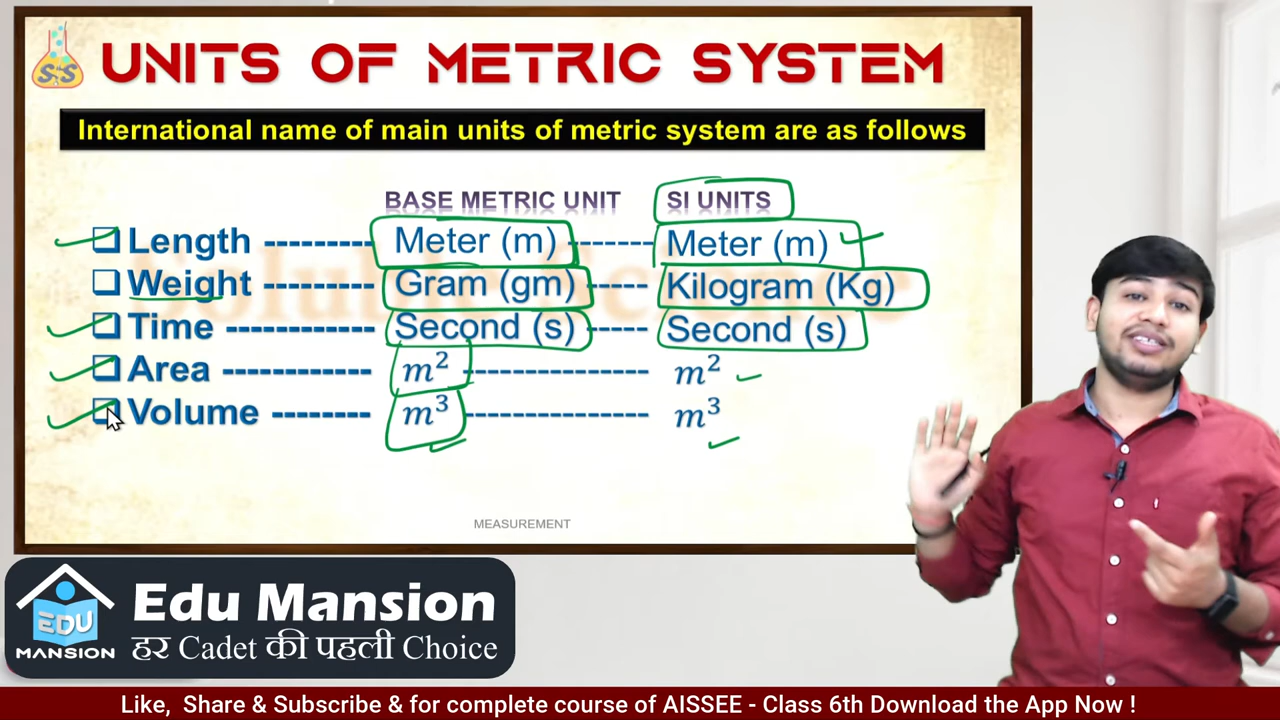 S S
UNITS OF METRIC SYSTEM
International name of main units of metric system are as follows
BASE METRIC UNIT SI UNITS
❑ Length --------- Meter (m) ------- Meter (m)
❑ Weight --------- Gram (gm) ----- Kilogram (Kg)
❑ Time ------------ Second (s) ----- Second (s)
❑ Area ------------ m² --------------- m²
❑ Volume -------- m³ --------------- m³
MEASUREMENT
EDU
MANSION
Edu Mansion
हर Cadet की पहली Choice
Like, Share & Subscribe & for complete course of AISSEE - Class 6th Download the App Now !